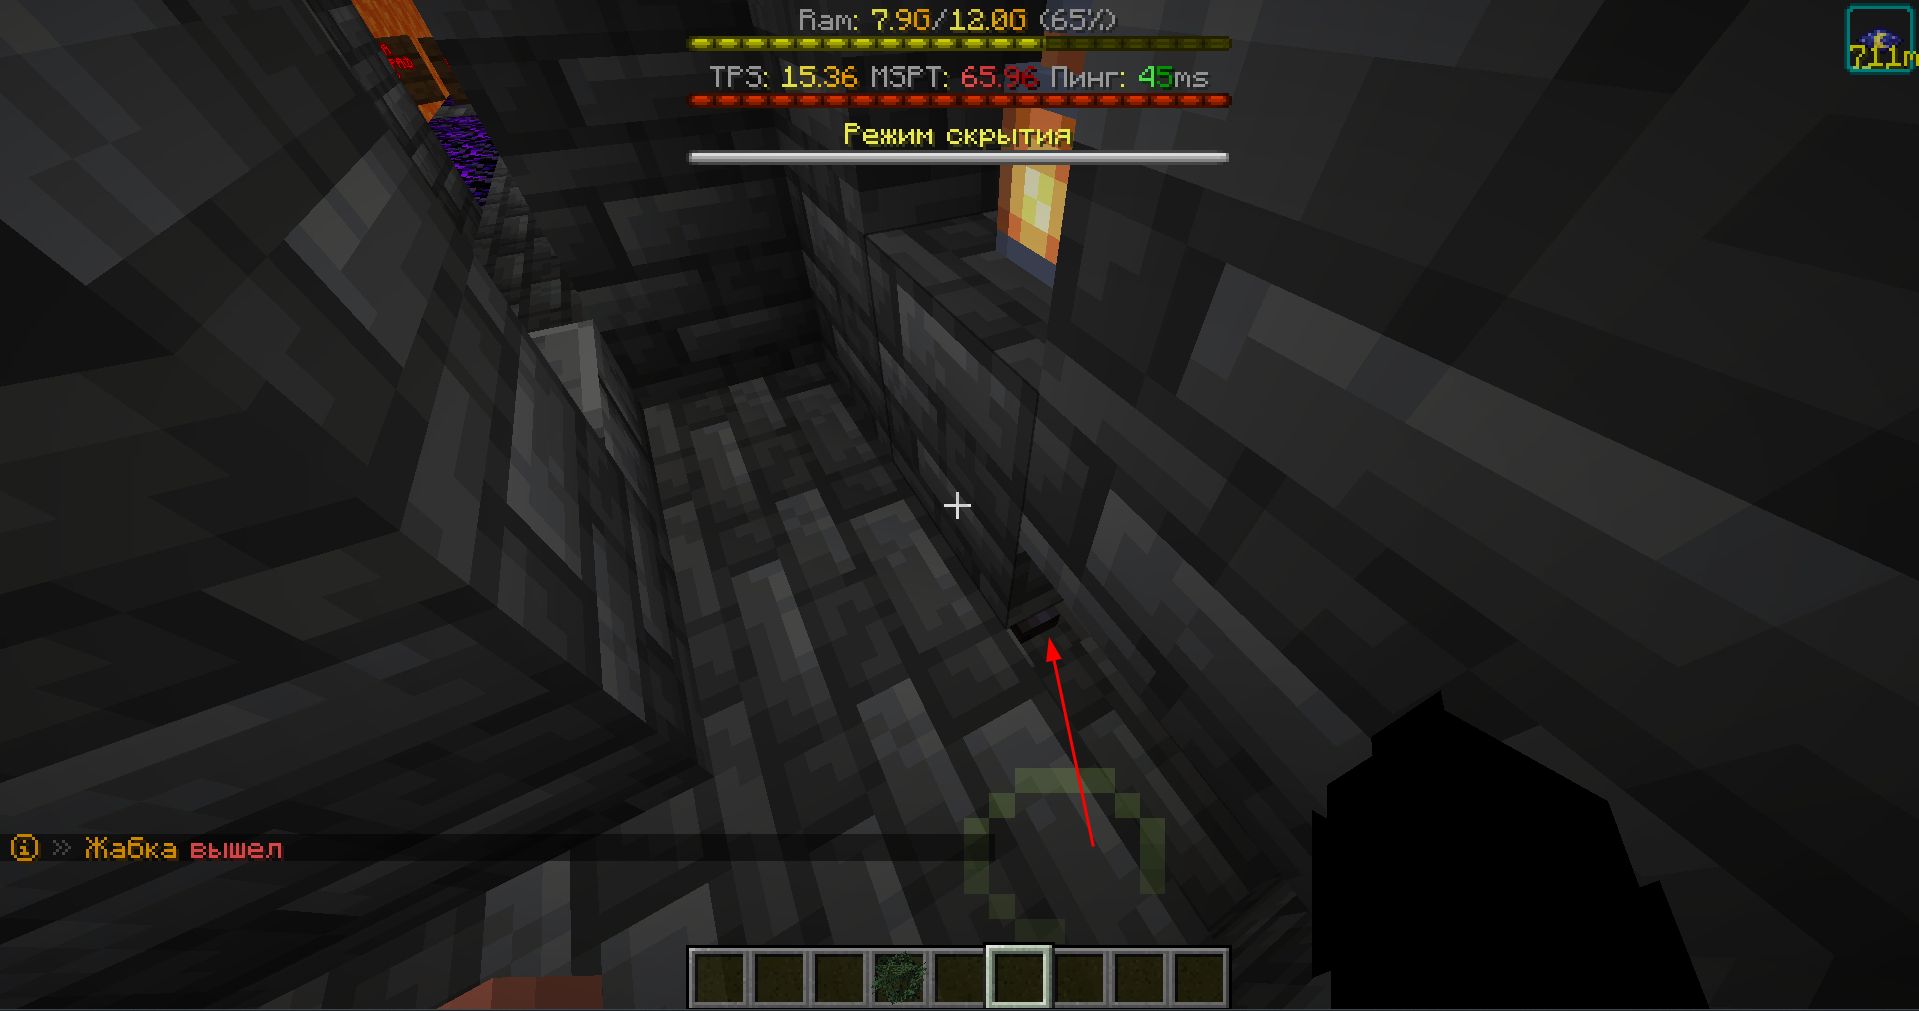 Ram: 7.9G/12.0G (65%)
TPS: 15.36 MSPT: 65.96 Пинг: 45ms
Режим скрытия
711m
» Жабка вышел